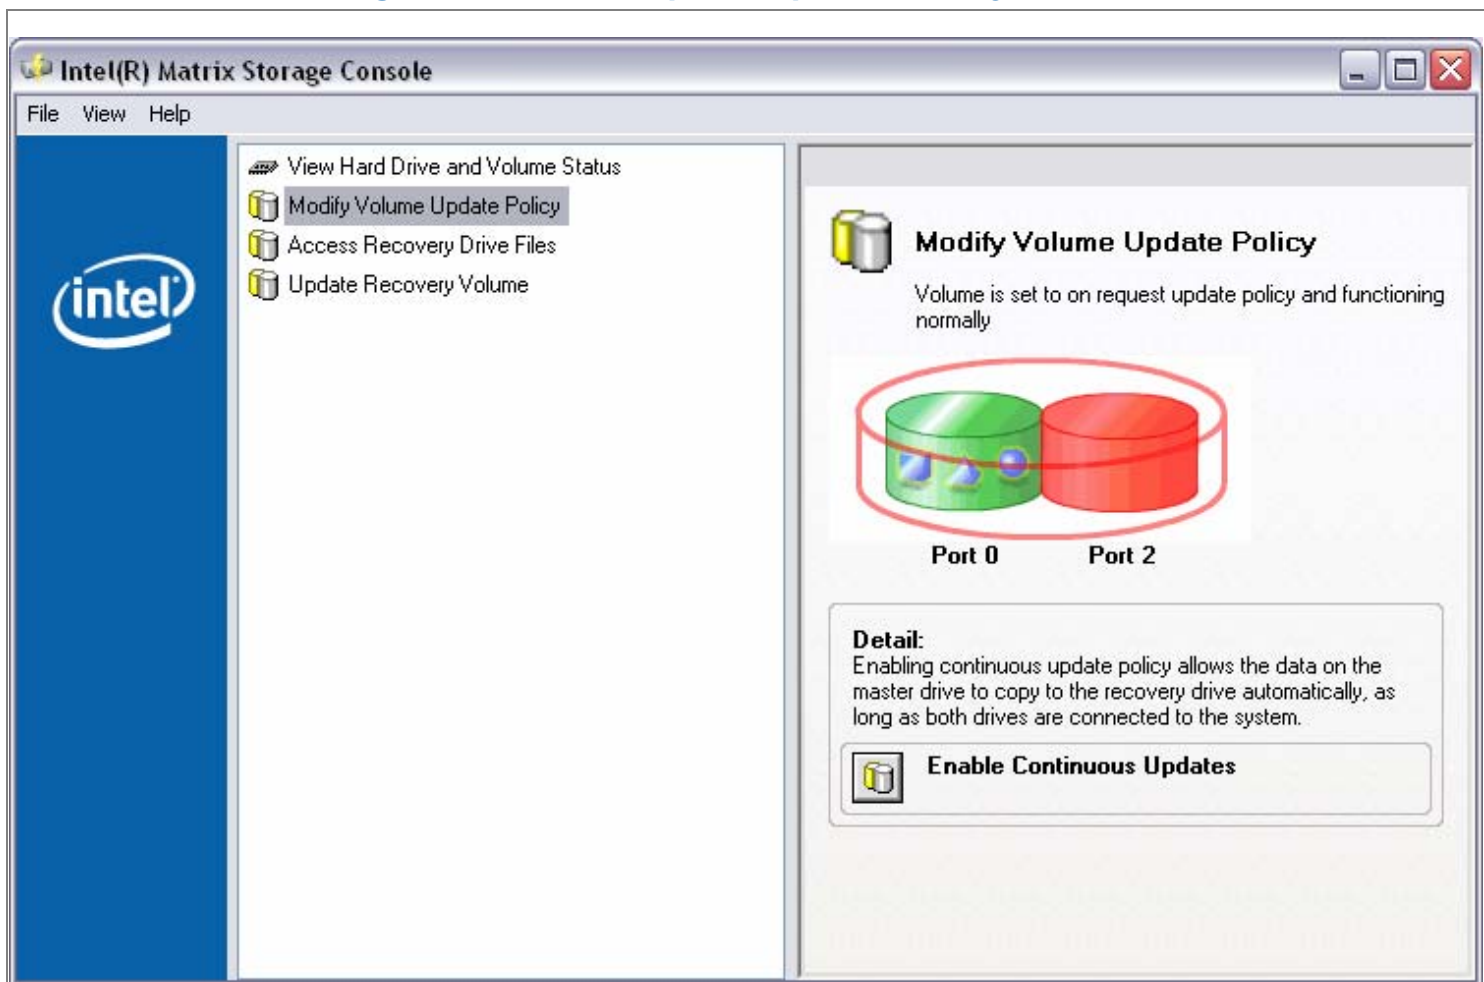 Intel(R) Matrix Storage Console
File View Help
intel
View Hard Drive and Volume Status
Modify Volume Update Policy
Access Recovery Drive Files
Update Recovery Volume
Modify Volume Update Policy
Volume is set to on request update policy and functioning
normally
Port 0 Port 2
Detail:
Enabling continuous update policy allows the data on the
master drive to copy to the recovery drive automatically, as
long as both drives are connected to the system.
Enable Continuous Updates